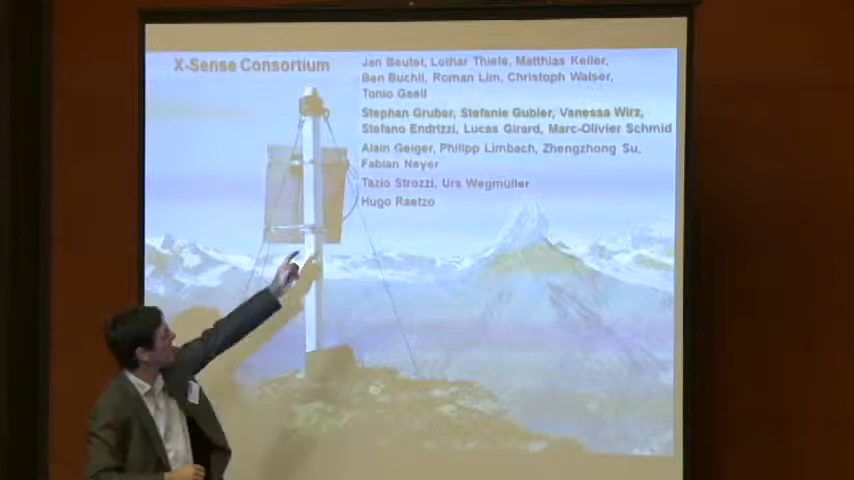 X-Sense Consortium
Jan Beutel, Lothar Thiele, Matthias Keller,
Ben Buchli, Roman Lim, Christoph Walser,
Tonio Gsell
Stephan Gruber, Stefanie Gubler, Vanessa Wirz,
Stefano Endrizzi, Lucas Girard, Marc-Olivier Schmid
Alain Geiger, Philipp Limbach, Zhengzhong Su,
Fabian Neyer
Tazio Strozzi, Urs Wegmüller
Hugo Raetzo